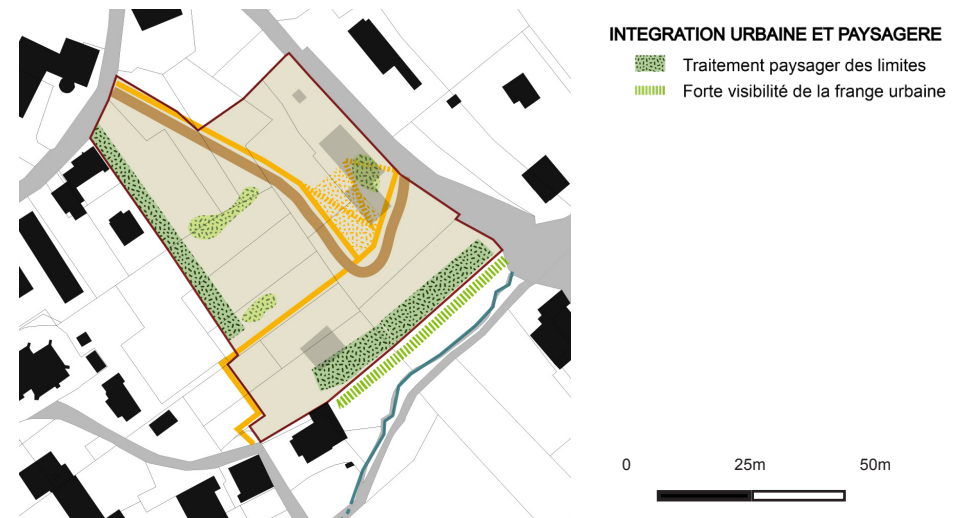 INTEGRATION URBAINE ET PAYSAGERE
Traitement paysager des limites
Forte visibilité de la frange urbaine
0 25m 50m